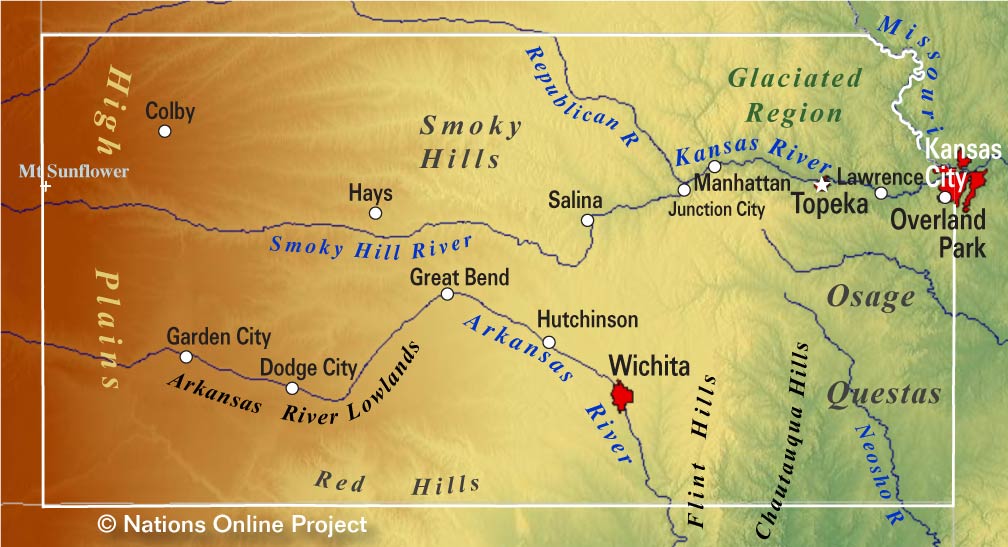 Missouri
Republican R
Glaciated
Region
High
Colby
Smoky
Hills
Kansas River
Kansas
City
Mt Sunflower
Manhattan
Lawrence
Hays
Salina
Junction City
Topeka
Overland
Park
Smoky Hill River
Great Bend
Plains
Osage
Garden City
Hutchinson
Arkansas
River
Dodge City
Wichita
Arkansas River Lowlands
Questas
Flint Hills
Chautauqua Hills
Neosho R
Red Hills
© Nations Online Project